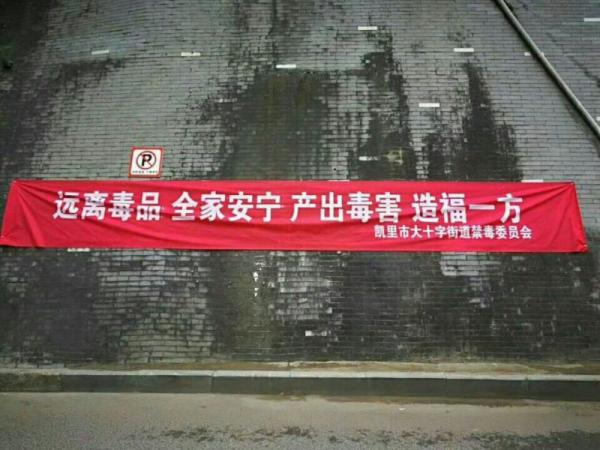 远离毒品 全家安宁 产出毒害 造福一方
凯里市大十字街道禁毒委员会